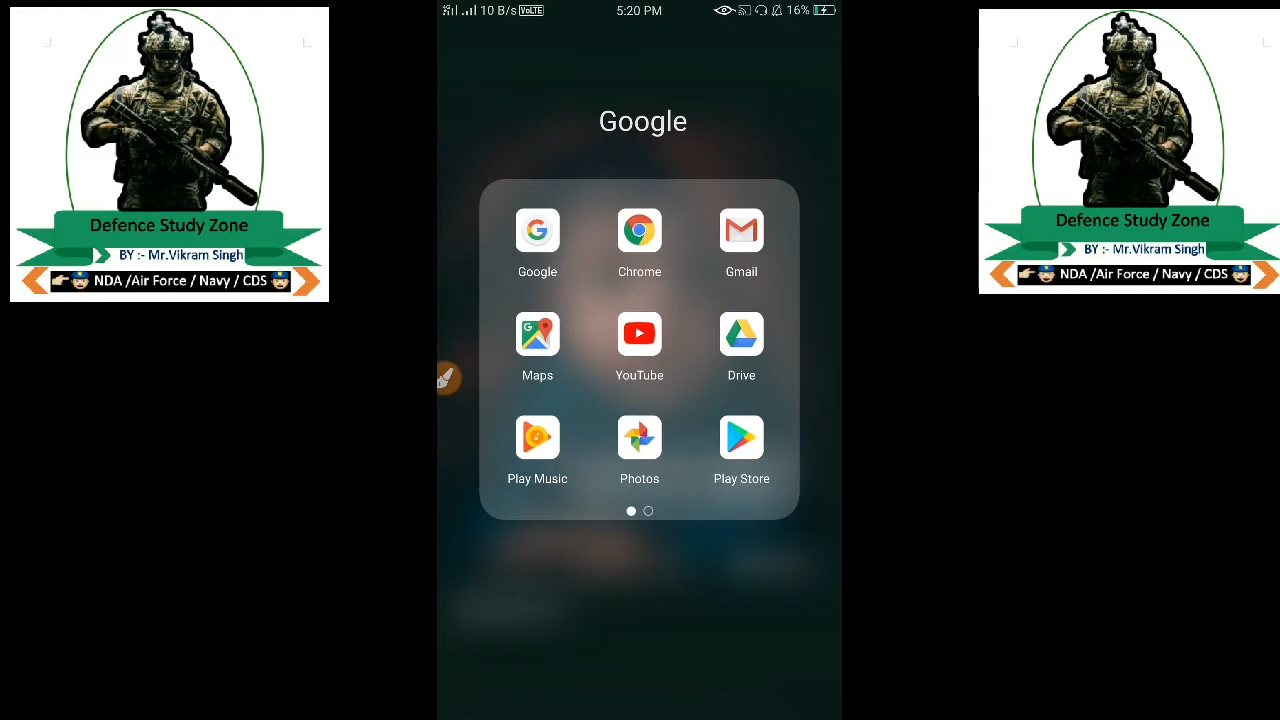 10 B/s VoLTE 5:20 PM 16%
Google
Google Chrome Gmail
Maps YouTube Drive
Play Music Photos Play Store
Defence Study Zone
BY :- Mr.Vikram Singh
NDA /Air Force / Navy / CDS
Defence Study Zone
BY :- Mr.Vikram Singh
NDA /Air Force / Navy / CDS